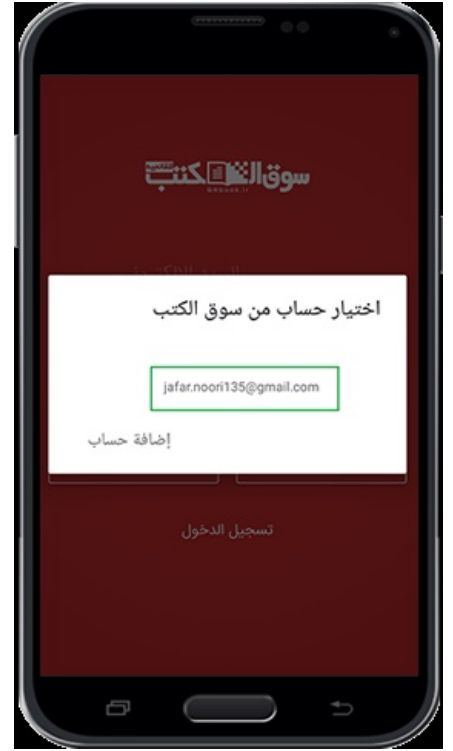 سوق الكتب
اختيار حساب من سوق الكتب
jafar.noori135@gmail.com
إضافة حساب
تسجيل الدخول